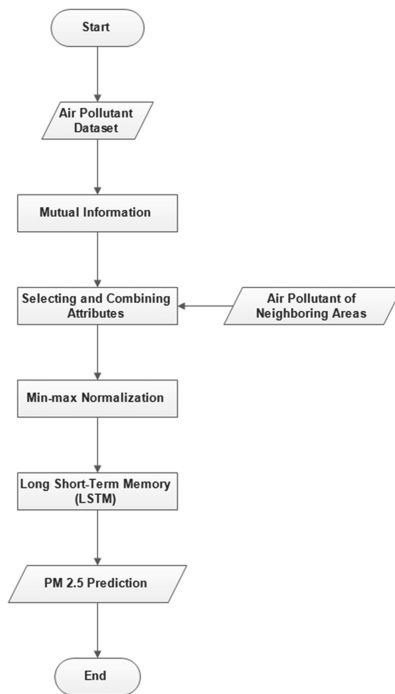 Start
Air Pollutant
Dataset
Mutual Information
Selecting and Combining
Attributes
Air Pollutant of
Neighboring Areas
Min-max Normalization
Long Short-Term Memory
(LSTM)
PM 2.5 Prediction
End